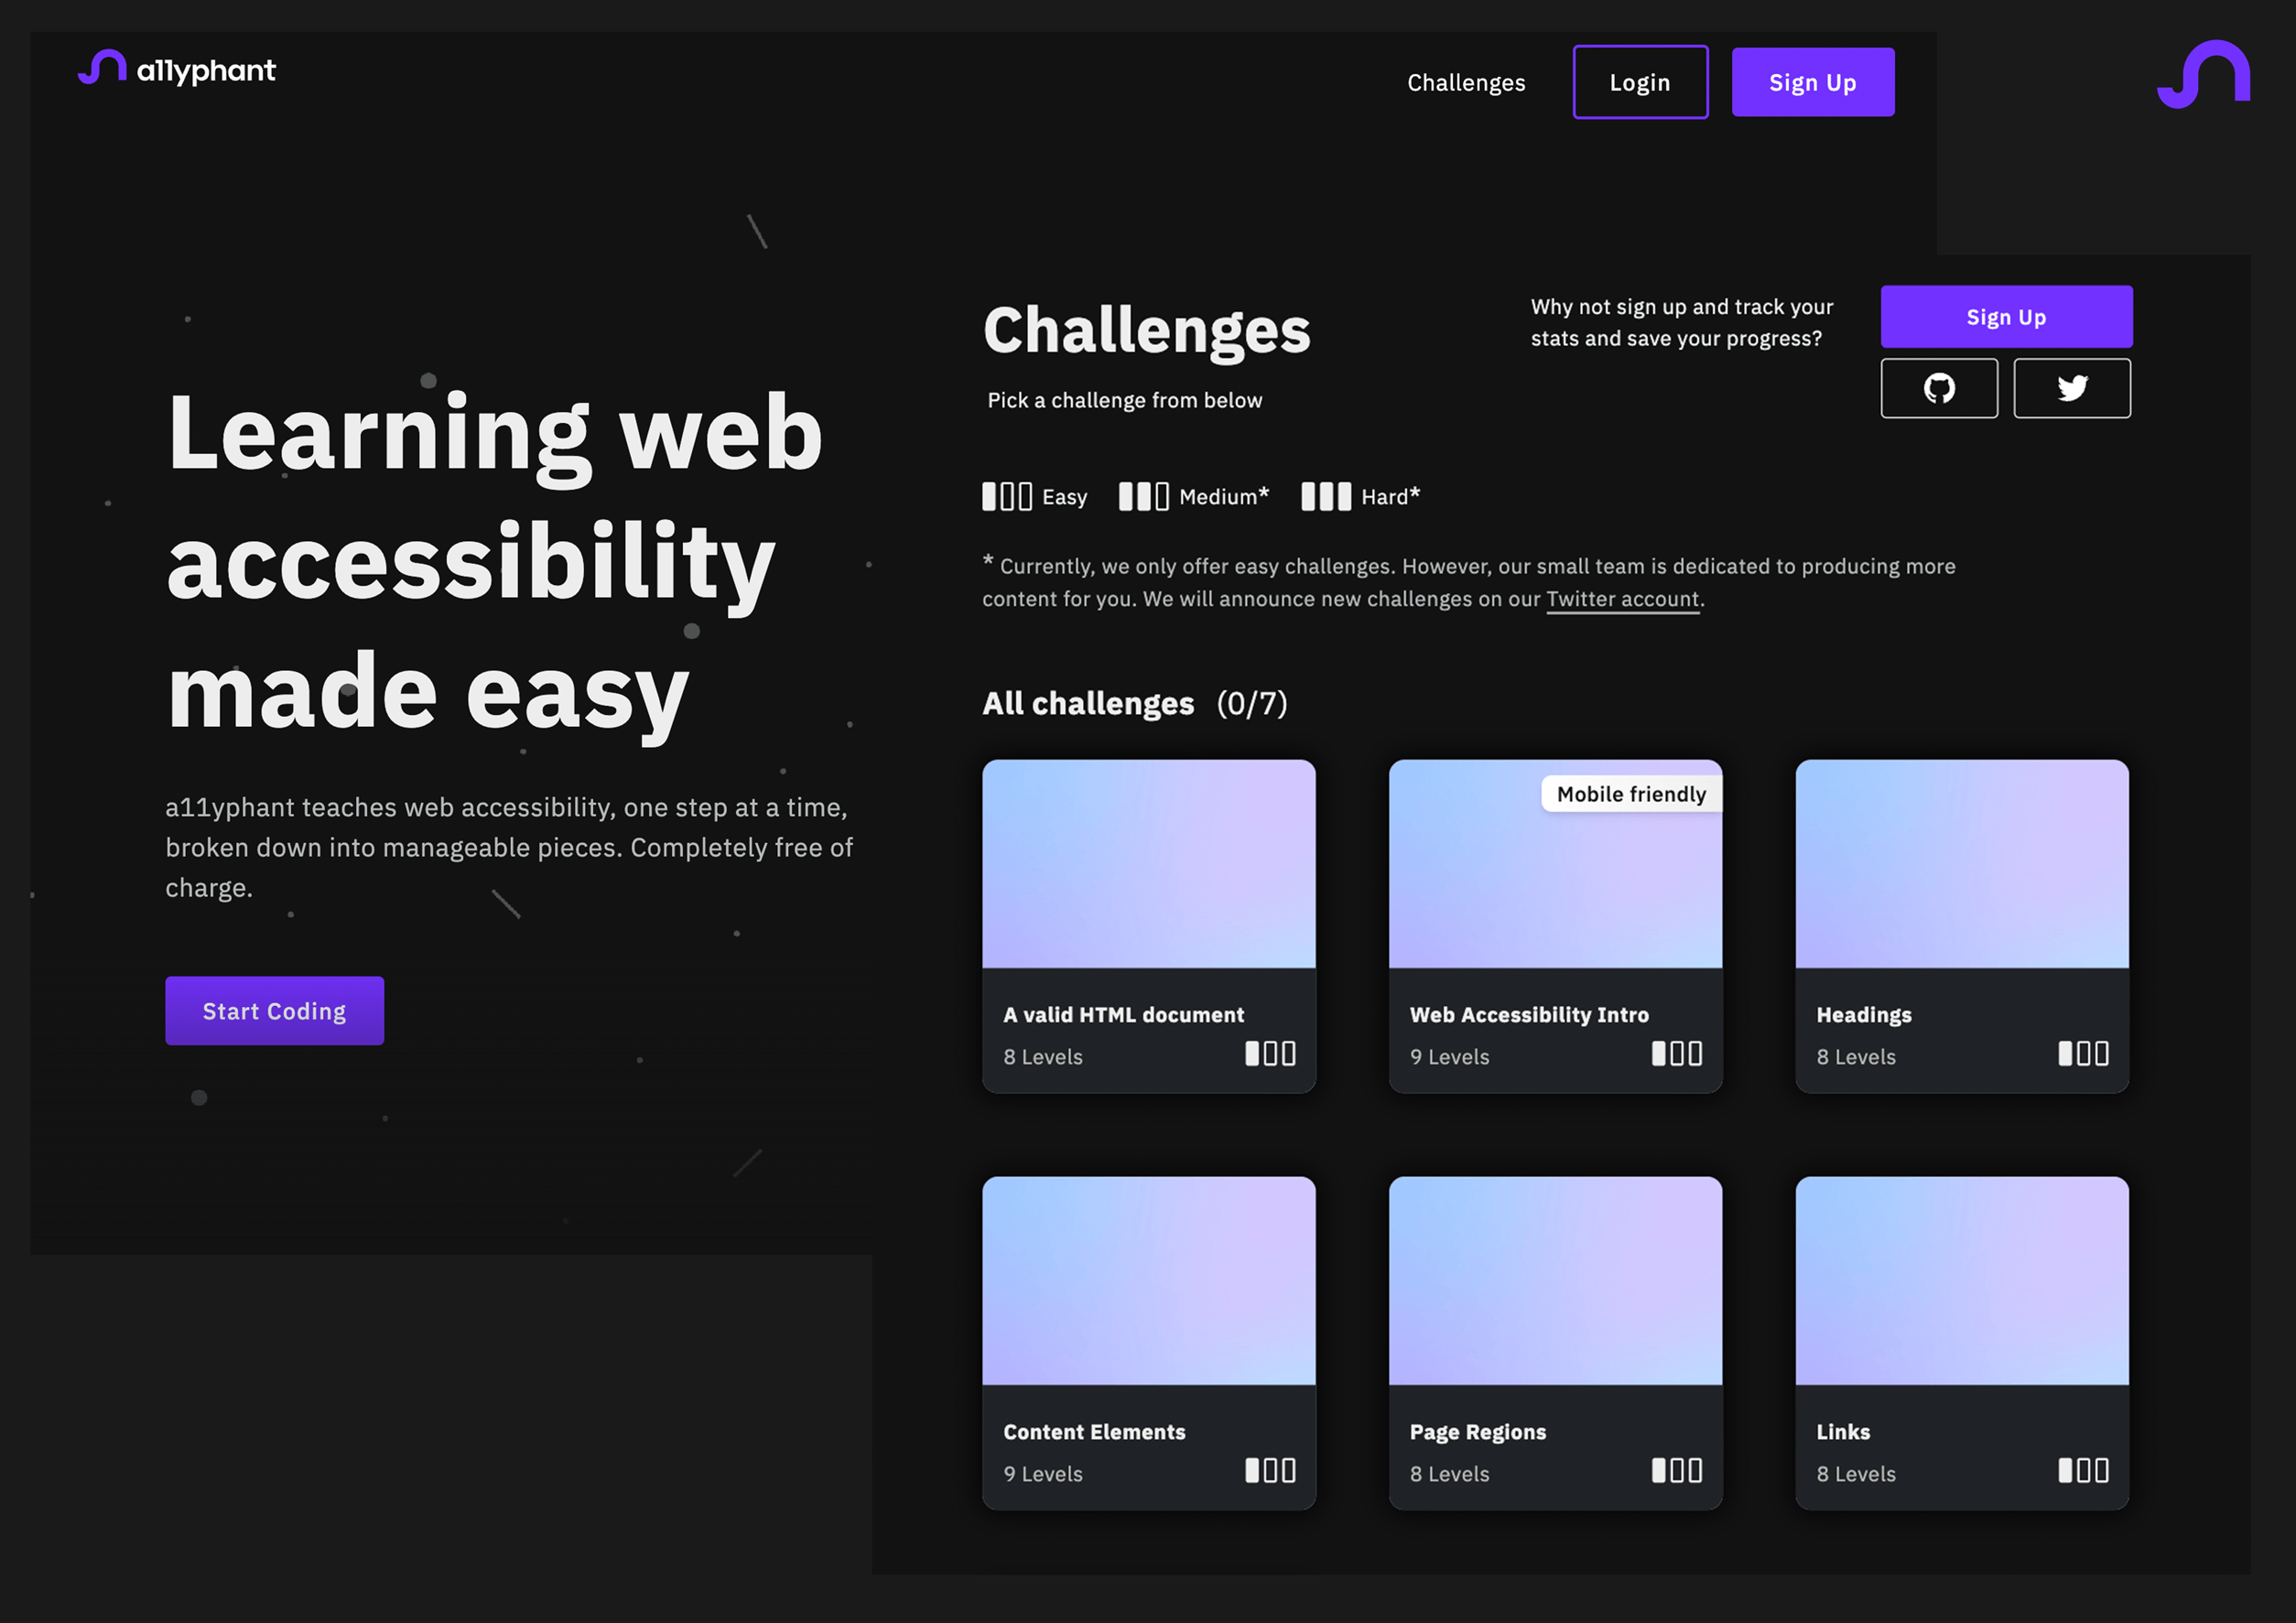 a11yphant
Challenges
Login
Sign Up
Learning web
accessibility
made easy
a11yphant teaches web accessibility, one step at a time,
broken down into manageable pieces. Completely free of
charge.
Start Coding
Challenges
Pick a challenge from below
Why not sign up and track your
stats and save your progress?
Sign Up
Easy
Medium*
Hard*
* Currently, we only offer easy challenges. However, our small team is dedicated to producing more
content for you. We will announce new challenges on our Twitter account.
All challenges (0/7)
A valid HTML document
8 Levels
Mobile friendly
Web Accessibility Intro
9 Levels
Headings
8 Levels
Content Elements
9 Levels
Page Regions
8 Levels
Links
8 Levels